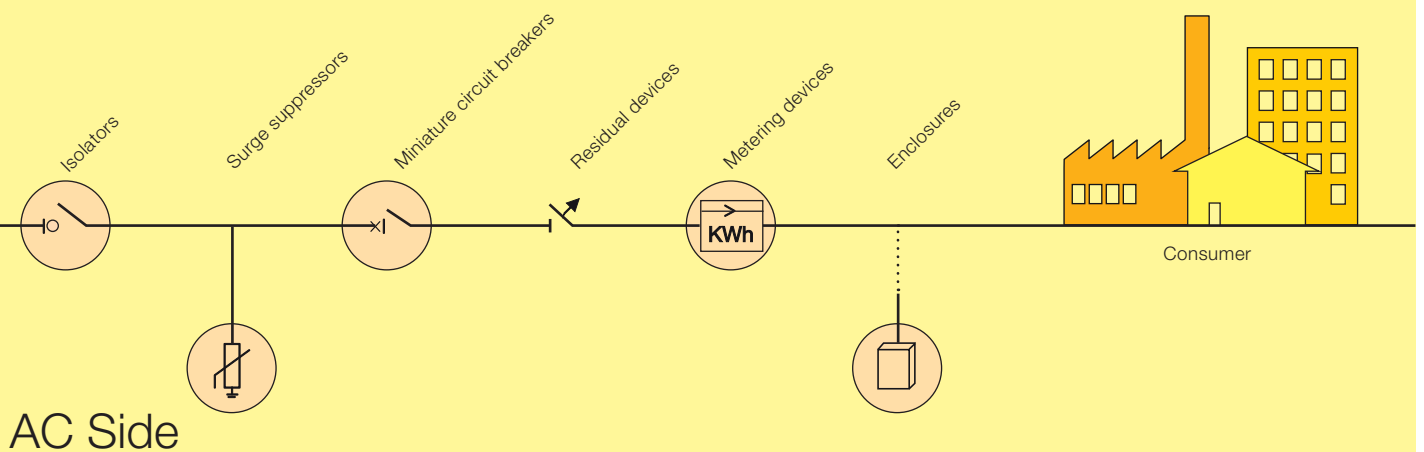 Isolators
Surge suppressors
Miniature circuit breakers
Residual devices
Metering devices
Enclosures
KWh
Consumer
AC Side